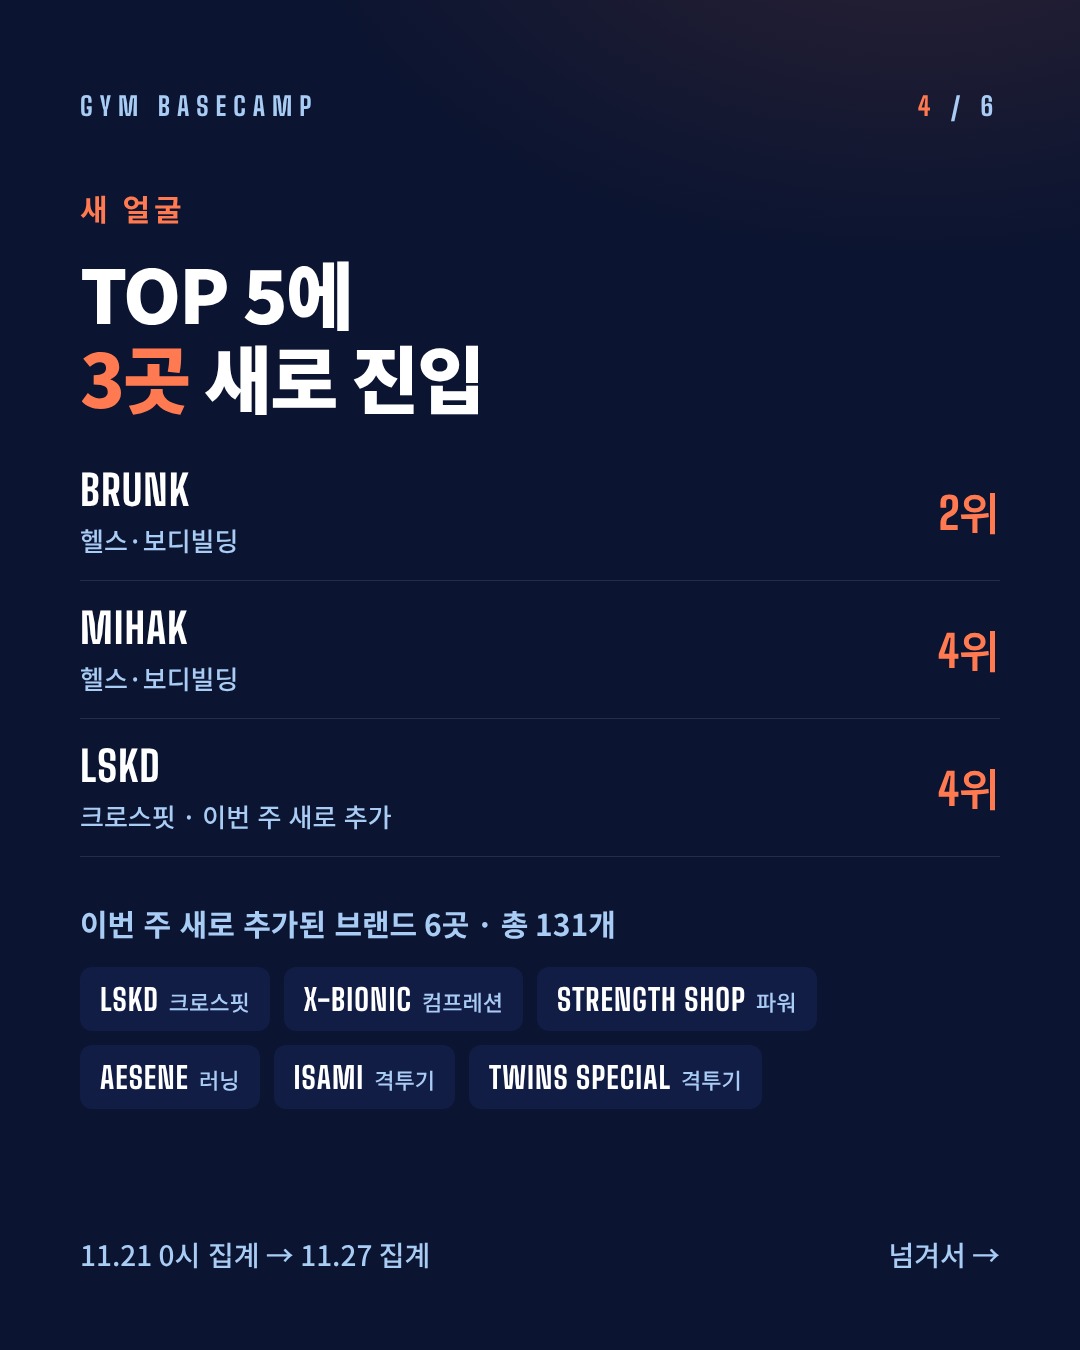 GYM BASECAMP
4 / 6
새 얼굴
TOP 5에
3곳 새로 진입
BRUNK
헬스·보디빌딩
2위
MIHAK
헬스·보디빌딩
4위
LSKD
크로스핏 · 이번 주 새로 추가
4위
이번 주 새로 추가된 브랜드 6곳 · 총 131개
LSKD 크로스핏
X-BIONIC 컴프레션
STRENGTH SHOP 파워
AESENE 러닝
ISAMI 격투기
TWINS SPECIAL 격투기
11.21 0시 집계 → 11.27 집계
넘겨서 →